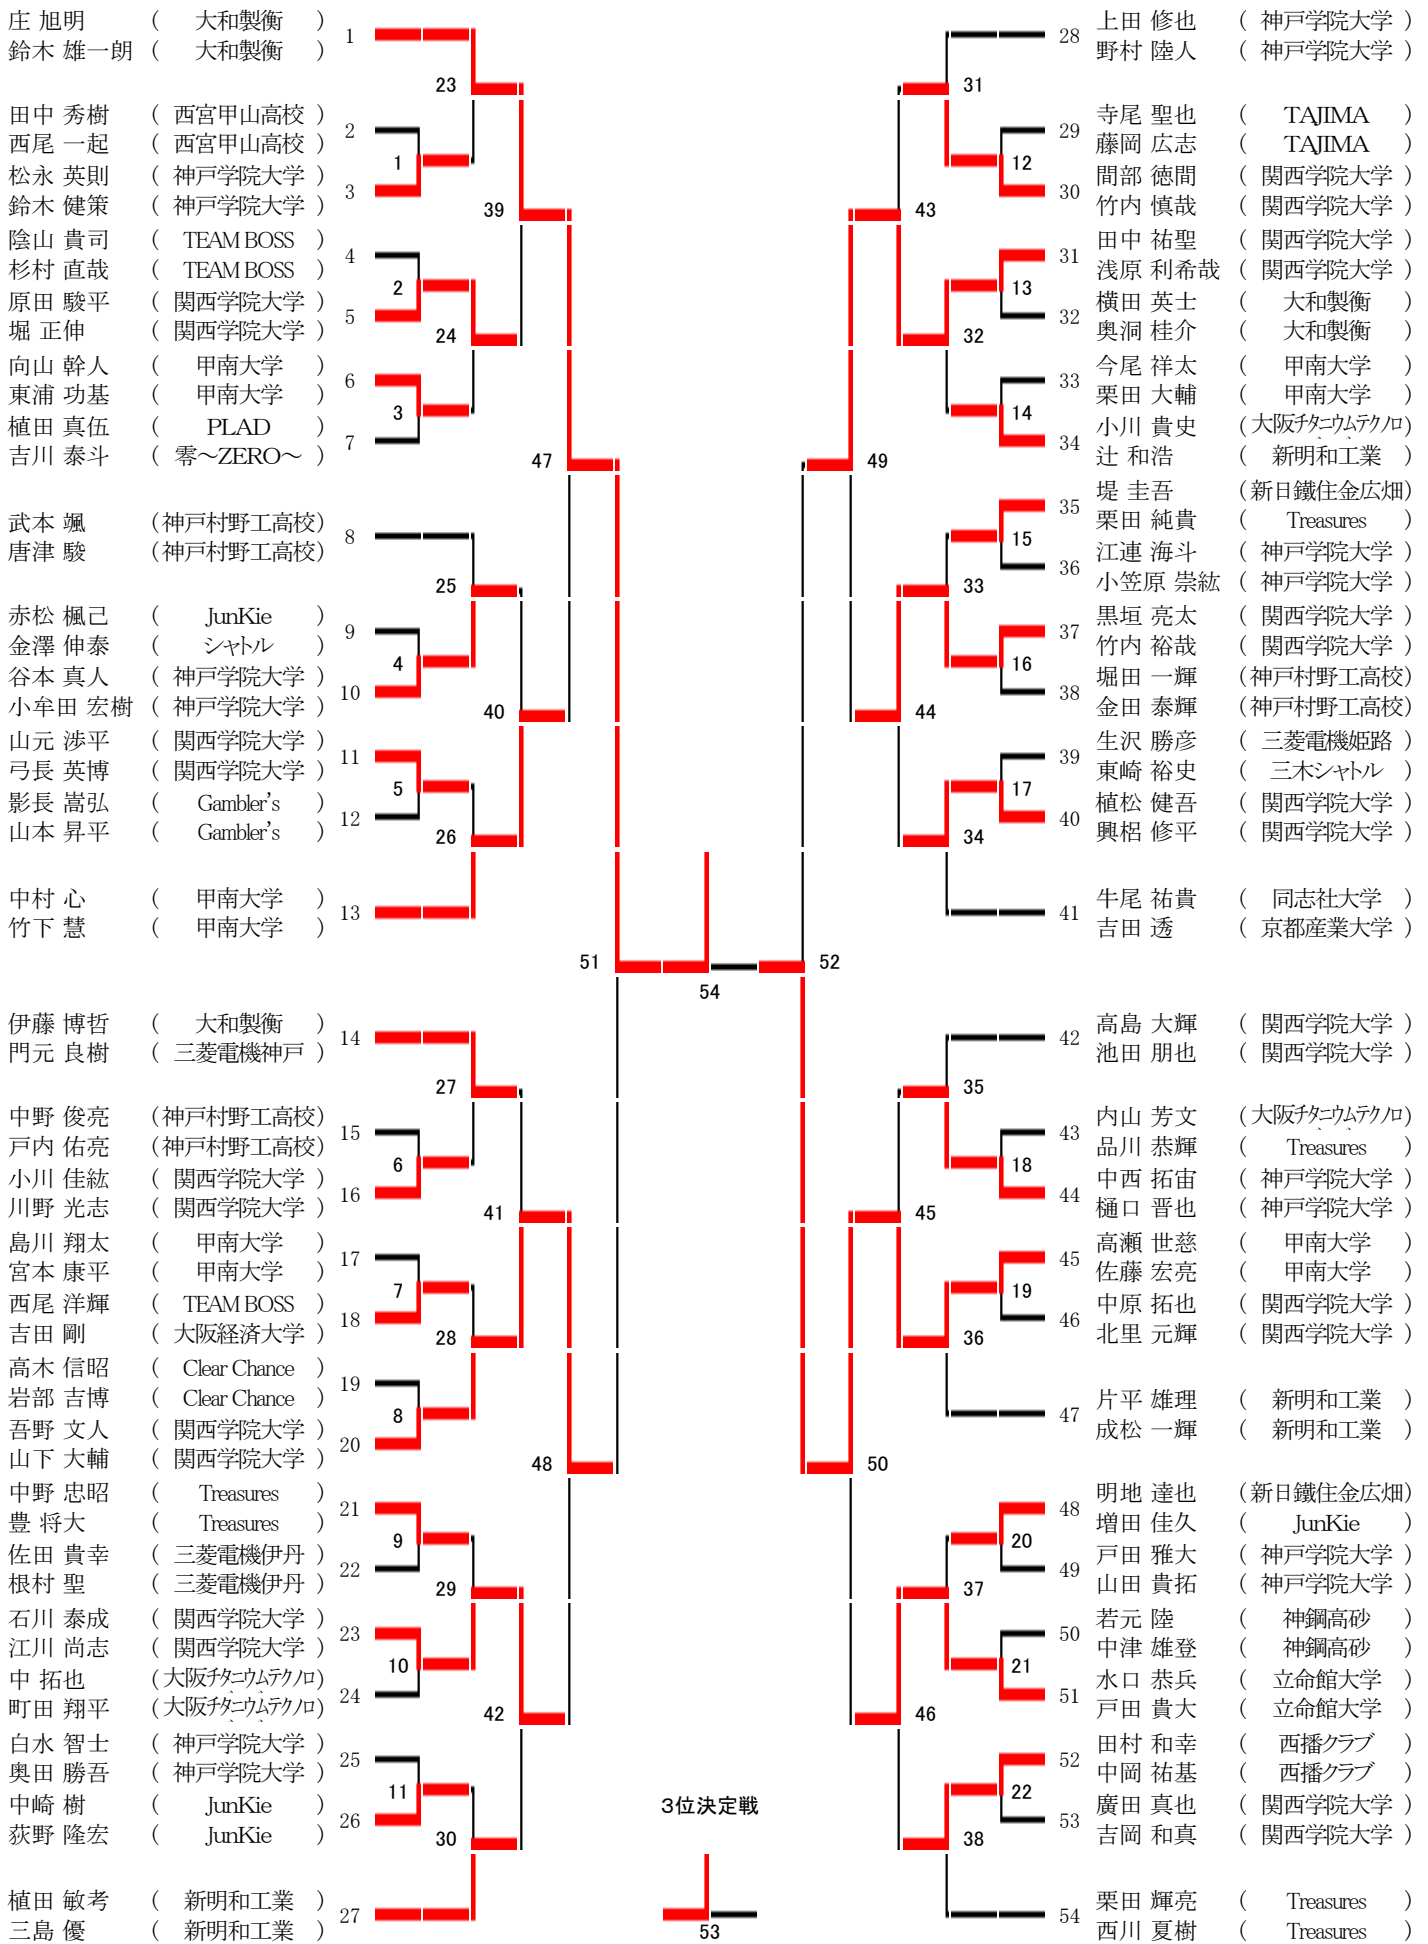 庄 旭明 ( 大和製衡 )
鈴木 雄一朗 ( 大和製衡 )
1
23
田中 秀樹 ( 西宮甲山高校 )
西尾 一起 ( 西宮甲山高校 )
2
1
松永 英則 ( 神戸学院大学 )
鈴木 健策 ( 神戸学院大学 )
3
39
陰山 貴司 ( TEAM BOSS )
杉村 直哉 ( TEAM BOSS )
4
2
原田 駿平 ( 関西学院大学 )
堀 正伸 ( 関西学院大学 )
5
24
向山 幹人 ( 甲南大学 )
東浦 功基 ( 甲南大学 )
6
3
植田 真伍 ( PLAD )
吉川 泰斗 ( 零～ZERO～ )
7
47
武本 颯 (神戸村野工高校)
唐津 駿 (神戸村野工高校)
8
25
赤松 楓己 ( JunKie )
金澤 伸泰 ( シャトル )
9
4
谷本 真人 ( 神戸学院大学 )
小牟田 宏樹 ( 神戸学院大学 )
10
40
山元 渉平 ( 関西学院大学 )
弓長 英博 ( 関西学院大学 )
11
5
影長 嵩弘 ( Gambler's )
山本 昇平 ( Gambler's )
12
26
中村 心 ( 甲南大学 )
竹下 慧 ( 甲南大学 )
13
51
54
52
伊藤 博哲 ( 大和製衡 )
門元 良樹 ( 三菱電機神戸 )
14
27
中野 俊亮 (神戸村野工高校)
戸内 佑亮 (神戸村野工高校)
15
6
小川 佳紘 ( 関西学院大学 )
川野 光志 ( 関西学院大学 )
16
41
島川 翔太 ( 甲南大学 )
宮本 康平 ( 甲南大学 )
17
7
西尾 洋輝 ( TEAM BOSS )
吉田 剛 ( 大阪経済大学 )
18
28
高木 信昭 ( Clear Chance )
岩部 吉博 ( Clear Chance )
19
8
吾野 文人 ( 関西学院大学 )
山下 大輔 ( 関西学院大学 )
20
48
中野 忠昭 ( Treasures )
豊 将大 ( Treasures )
21
9
佐田 貴幸 ( 三菱電機伊丹 )
根村 聖 ( 三菱電機伊丹 )
22
29
石川 泰成 ( 関西学院大学 )
江川 尚志 ( 関西学院大学 )
23
10
中 拓也 (大阪チタニウムテクノロ)
町田 翔平 (大阪チタニウムテクノロ)
24
42
白水 智士 ( 神戸学院大学 )
奥田 勝吾 ( 神戸学院大学 )
25
11
中崎 樹 ( JunKie )
荻野 隆宏 ( JunKie )
26
30
植田 敏考 ( 新明和工業 )
三島 優 ( 新明和工業 )
27
3位決定戦
53
28
上田 修也 ( 神戸学院大学 )
野村 陸人 ( 神戸学院大学 )
31
29
寺尾 聖也 ( TAJIMA )
藤岡 広志 ( TAJIMA )
12
30
間部 徳間 ( 関西学院大学 )
竹内 慎哉 ( 関西学院大学 )
43
31
田中 祐聖 ( 関西学院大学 )
浅原 利希哉 ( 関西学院大学 )
13
32
横田 英士 ( 大和製衡 )
奥洞 桂介 ( 大和製衡 )
32
33
今尾 祥太 ( 甲南大学 )
栗田 大輔 ( 甲南大学 )
14
34
小川 貴史 (大阪チタニウムテクノロ)
辻 和浩 ( 新明和工業 )
49
35
堤 圭吾 (新日鐵住金広畑)
栗田 純貴 ( Treasures )
15
36
江連 海斗 ( 神戸学院大学 )
小笠原 崇紘 ( 神戸学院大学 )
33
37
黒垣 亮太 ( 関西学院大学 )
竹内 裕哉 ( 関西学院大学 )
16
38
堀田 一輝 (神戸村野工高校)
金田 泰輝 (神戸村野工高校)
44
39
生沢 勝彦 ( 三菱電機姫路 )
東崎 裕史 ( 三木シャトル )
17
40
植松 健吾 ( 関西学院大学 )
興梠 修平 ( 関西学院大学 )
34
41
牛尾 祐貴 ( 同志社大学 )
吉田 透 ( 京都産業大学 )
42
高島 大輝 ( 関西学院大学 )
池田 朋也 ( 関西学院大学 )
35
43
内山 芳文 (大阪チタニウムテクノロ)
品川 恭輝 ( Treasures )
18
44
中西 拓宙 ( 神戸学院大学 )
樋口 晋也 ( 神戸学院大学 )
45
45
高瀬 世慈 ( 甲南大学 )
佐藤 宏亮 ( 甲南大学 )
19
46
中原 拓也 ( 関西学院大学 )
北里 元輝 ( 関西学院大学 )
36
47
片平 雄理 ( 新明和工業 )
成松 一輝 ( 新明和工業 )
50
48
明地 達也 (新日鐵住金広畑)
増田 佳久 ( JunKie )
20
49
戸田 雅大 ( 神戸学院大学 )
山田 貴拓 ( 神戸学院大学 )
37
50
若元 陸 ( 神鋼高砂 )
中津 雄登 ( 神鋼高砂 )
21
51
水口 恭兵 ( 立命館大学 )
戸田 貴大 ( 立命館大学 )
46
52
田村 和幸 ( 西播クラブ )
中岡 祐基 ( 西播クラブ )
22
53
廣田 真也 ( 関西学院大学 )
吉岡 和真 ( 関西学院大学 )
38
54
栗田 輝亮 ( Treasures )
西川 夏樹 ( Treasures )